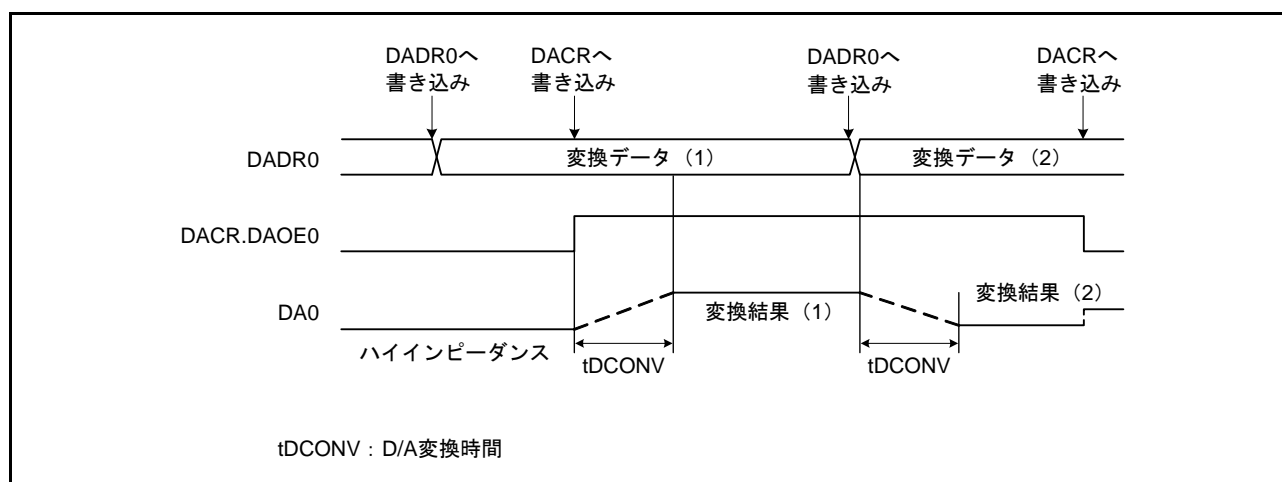 DADR0へ
書き込み
DACRへ
書き込み
DADR0へ
書き込み
DACRへ
書き込み
DADR0
変換データ（1）
変換データ（2）
DACR.DAOE0
DA0
変換結果（1）
変換結果（2）
ハイインピーダンス
tDCONV
tDCONV
tDCONV：D/A変換時間